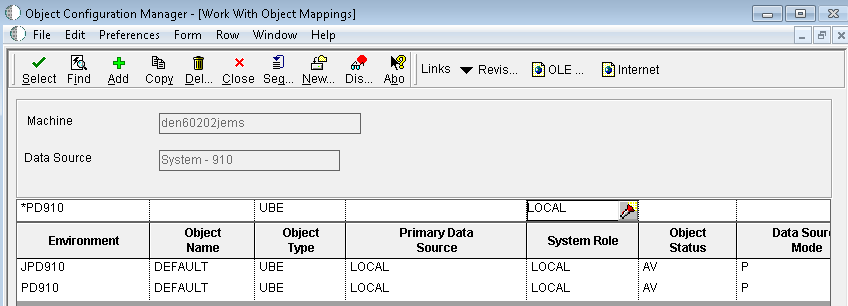 Object Configuration Manager - [Work With Object Mappings]
File Edit Preferences Form Row Window Help
Select Find Add Copy Del... Close Seq... New... Dis... Abo Links Revis... OLE ... Internet
Machine den60202jems
Data Source System - 910
*PD910 UBE LOCAL
Environment Object Name Object Type Primary Data Source System Role Object Status Data Sourc Mode
JPD910 DEFAULT UBE LOCAL LOCAL AV P
PD910 DEFAULT UBE LOCAL LOCAL AV P